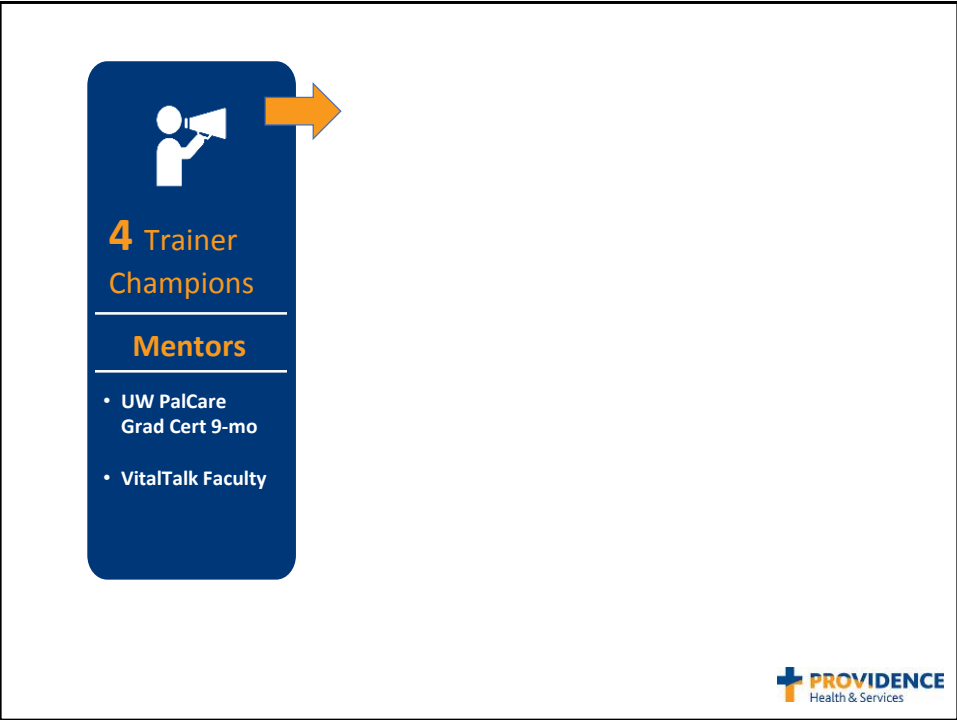 4 Trainer
Champions
Mentors
• UW PalCare
Grad Cert 9-mo
• VitalTalk Faculty
PROVIDENCE
Health & Services